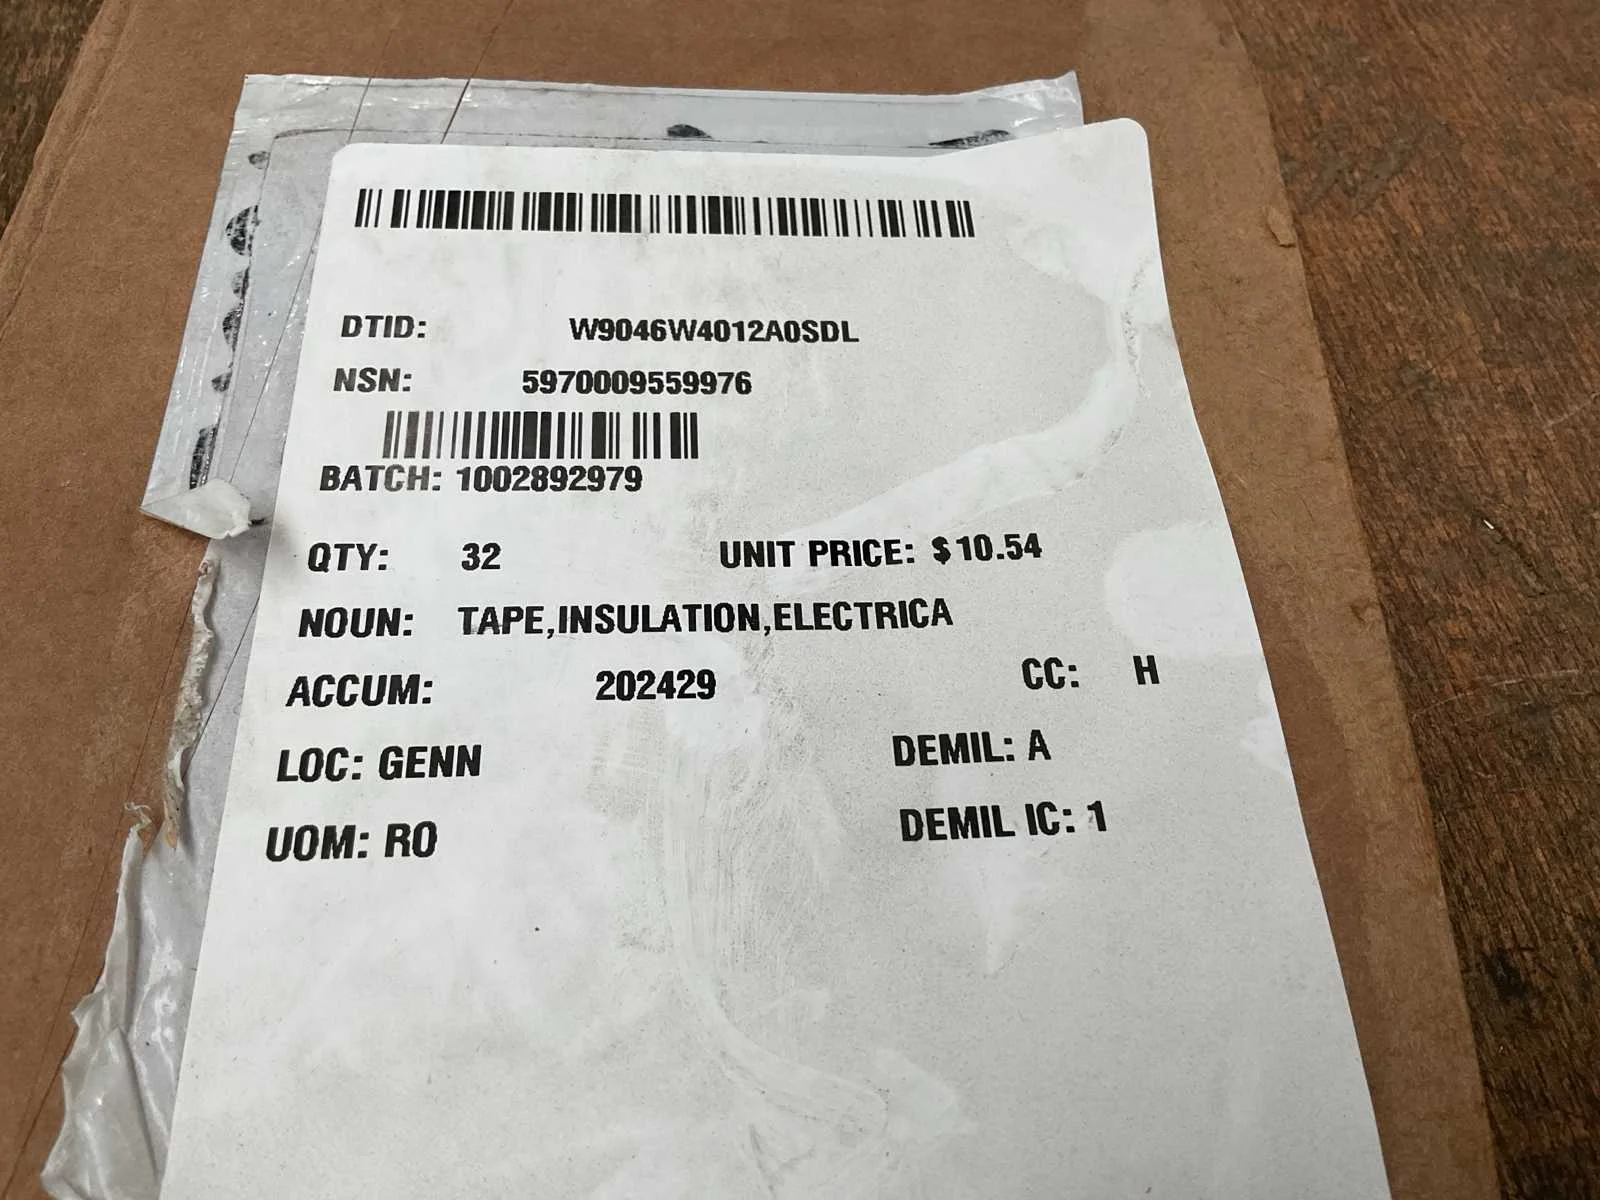 DTID: W9046W4012A0SDL
NSN: 5970009559976
BATCH: 1002892979
QTY: 32 UNIT PRICE: $10.54
NOUN: TAPE,INSULATION,ELECTRICA
ACCUM: 202429 CC: H
LOC: GENN DEMIL: A
UOM: RO DEMIL IC: 1